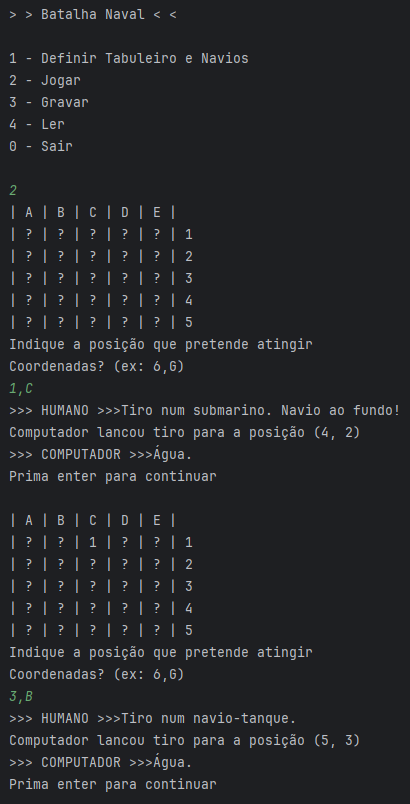 > > Batalha Naval < <
1 - Definir Tabuleiro e Navios
2 - Jogar
3 - Gravar
4 - Ler
0 - Sair
2
| A | B | C | D | E |
| ? | ? | ? | ? | ? | 1
| ? | ? | ? | ? | ? | 2
| ? | ? | ? | ? | ? | 3
| ? | ? | ? | ? | ? | 4
| ? | ? | ? | ? | ? | 5
Indique a posição que pretende atingir
Coordenadas? (ex: 6,G)
1,C
>>> HUMANO >>>Tiro num submarino. Navio ao fundo!
Computador lancou tiro para a posição (4, 2)
>>> COMPUTADOR >>>Água.
Prima enter para continuar
| A | B | C | D | E |
| ? | ? | 1 | ? | ? | 1
| ? | ? | ? | ? | ? | 2
| ? | ? | ? | ? | ? | 3
| ? | ? | ? | ? | ? | 4
| ? | ? | ? | ? | ? | 5
Indique a posição que pretende atingir
Coordenadas? (ex: 6,G)
3,B
>>> HUMANO >>>Tiro num navio-tanque.
Computador lancou tiro para a posição (5, 3)
>>> COMPUTADOR >>>Água.
Prima enter para continuar